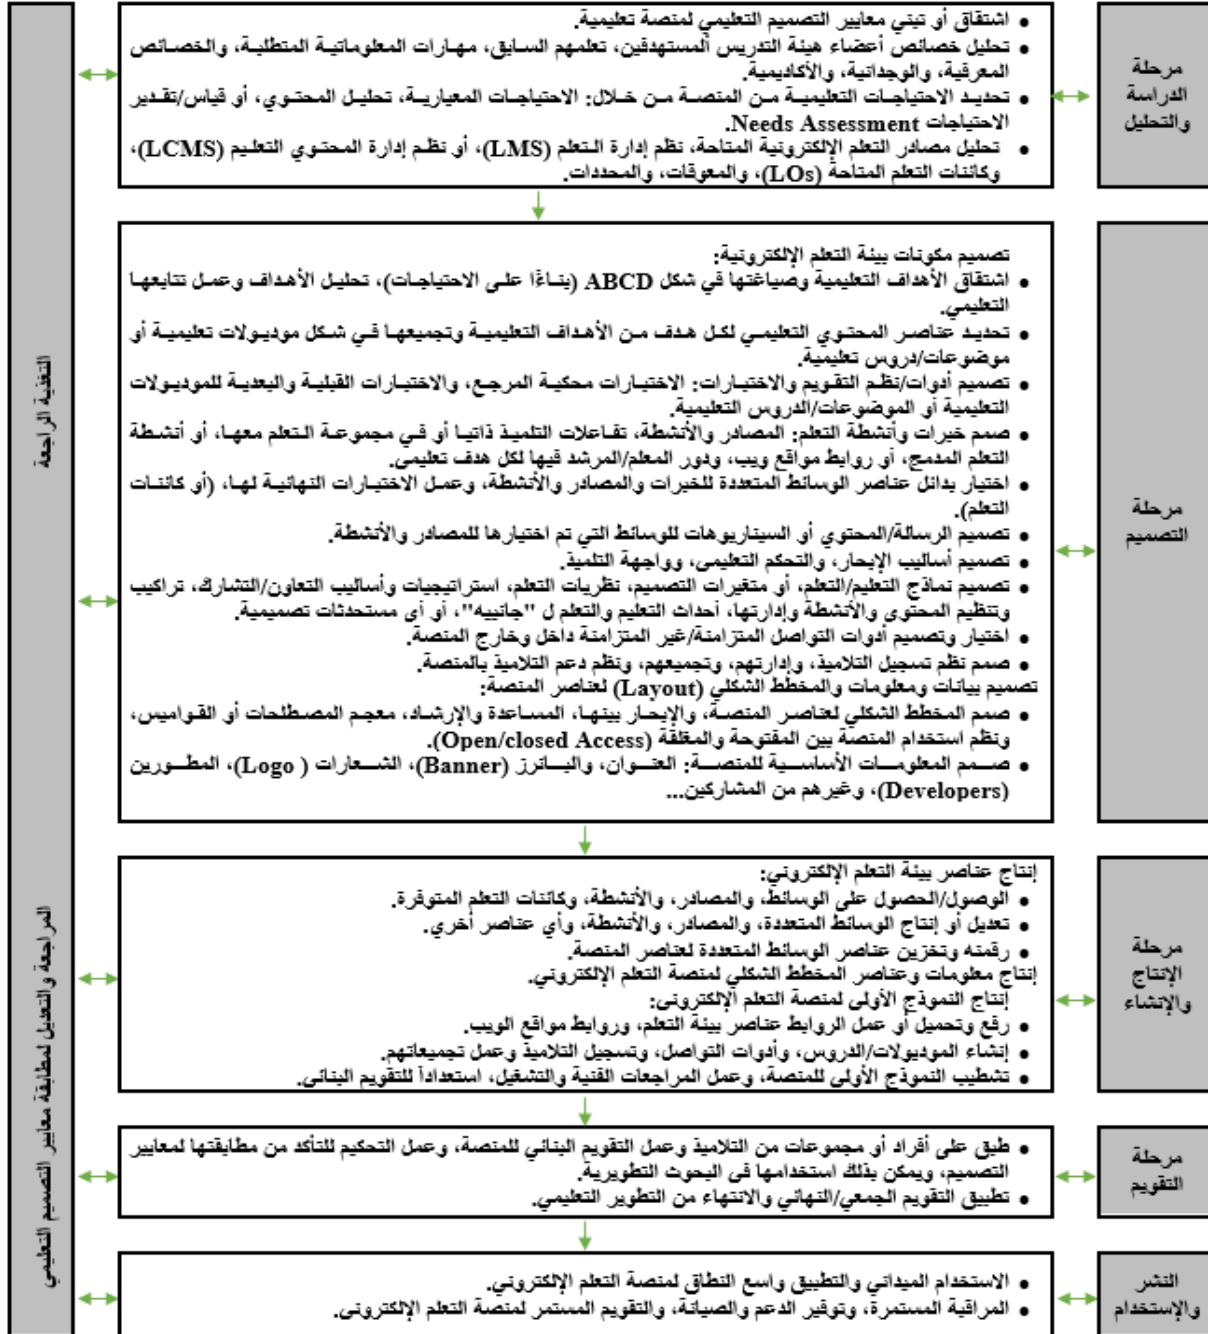 مرحلة
الدراسة
والتحليل
• اشتقاق أو تبني معايير التصميم التعليمي لمنصة تعليمية.
• تحليل خصائص أعضاء هيئة التدريس المستهدفين، تعلمهم السابق، مهارات المعلوماتية المتطلبة، والخصائص
المعرفية، والوجدانية، والأكاديمية.
• تحديد الاحتياجات التعليمية من المنصة من خلال: الاحتياجات المعيارية، تحليل المحتوي، أو قياس/تقدير
الاحتياجات Needs Assessment.
• تحليل مصادر التعلم الإلكترونية المتاحة، نظم إدارة التعلم (LMS)، أو نظم إدارة المحتوي التعليم (LCMS)،
وكائنات التعلم المتاحة (LOs)، والمعوقات، والمحددات.
مرحلة
التصميم
تصميم مكونات بيئة التعلم الإلكترونية:
• اشتقاق الأهداف التعليمية وصياغتها في شكل ABCD (بناءًا على الاحتياجات)، تحليل الأهداف وعمل تتابعها
التعليمي.
• تحديد عناصر المحتوي التعليمي لكل هدف من الأهداف التعليمية وتجميعها في شكل موديولات تعليمية أو
موضوعات/دروس تعليمية.
• تصميم أدوات/نظم التقويم والاختبارات: الاختبارات محكية المرجع، والاختبارات القبلية والبعدية للموديولات
التعليمية أو الموضوعات/الدروس التعليمية.
• صمم خبرات وأنشطة التعلم: المصادر والأنشطة، تفاعلات التلميذ ذاتيا أو في مجموعة التعلم معها، أو أنشطة
التعلم المدمج، أو روابط مواقع ويب، ودور المعلم/المرشد فيها لكل هدف تعليمى.
• اختيار بدائل عناصر الوسائط المتعددة للخبرات والمصادر والأنشطة، وعمل الاختيارات النهائية لها، (أو كائنات
التعلم).
• تصميم الرسالة/المحتوي أو السيناريوهات للوسائط التي تم اختيارها للمصادر والأنشطة.
• تصميم أساليب الإبحار، والتحكم التعليمى، وواجهة التلميذ.
• تصميم نماذج التعليم/التعلم، أو متغيرات التصميم، نظريات التعلم، استراتيجيات وأساليب التعاون/التشارك، تراكيب
وتنظيم المحتوى والأنشطة وإدارتها، أحداث التعليم والتعلم ل "جانييه"، أو أى مستحدثات تصميمية.
• اختيار وتصميم أدوات التواصل المتزامنة/غير المتزامنة داخل وخارج المنصة.
• صمم نظم تسجيل التلاميذ، وإدارتهم، وتجميعهم، ونظم دعم التلاميذ بالمنصة.
تصميم بيانات ومعلومات والمخطط الشكلي (Layout) لعناصر المنصة:
• صمم المخطط الشكلي لعناصر المنصة، والإبحار بينها، المساعدة والإرشاد، معجم المصطلحات أو القواميس،
ونظم استخدام المنصة بين المفتوحة والمغلقة (Open/closed Access).
• صمم المعلومات الأساسية للمنصة: العنوان، والبانرز (Banner)، الشعارات ( Logo)، المطورين
(Developers)، وغيرهم من المشاركين...
مرحلة
الإنتاج
والإنشاء
إنتاج عناصر بيئة التعلم الإلكتروني:
• الوصول/الحصول على الوسائط، والمصادر، والأنشطة، وكائنات التعلم المتوفرة.
• تعديل أو إنتاج الوسائط المتعددة، والمصادر، والأنشطة، وأي عناصر أخري.
• رقمنه وتخزين عناصر الوسائط المتعددة لعناصر المنصة.
إنتاج معلومات وعناصر المخطط الشكلي لمنصة التعلم الإلكتروني.
إنتاج النموذج الأولى لمنصة التعلم الإلكترونى:
• رفع وتحميل أو عمل الروابط عناصر بيئة التعلم، وروابط مواقع الويب.
• إنشاء الموديولات/الدروس، وأدوات التواصل، وتسجيل التلاميذ وعمل تجميعاتهم.
• تشطيب النموذج الأولى للمنصة، وعمل المراجعات الفنية والتشغيل، استعداداً للتقويم البنائى.
مرحلة
التقويم
• طبق على أفراد أو مجموعات من التلاميذ وعمل التقويم البنائي للمنصة، وعمل التحكيم للتأكد من مطابقتها لمعايير
التصميم، ويمكن بذلك استخدامها فى البحوث التطويرية.
• تطبيق التقويم الجمعي/النهائي والانتهاء من التطوير التعليمي.
النشر
والإستخدام
• الاستخدام الميداني والتطبيق واسع النطاق لمنصة التعلم الإلكتروني.
• المراقبة المستمرة، وتوفير الدعم والصيانة، والتقويم المستمر لمنصة التعلم الإلكترونى.
التغذية الراجعة
المراجعة والتعديل لمطابقة معايير التصميم التعليمي